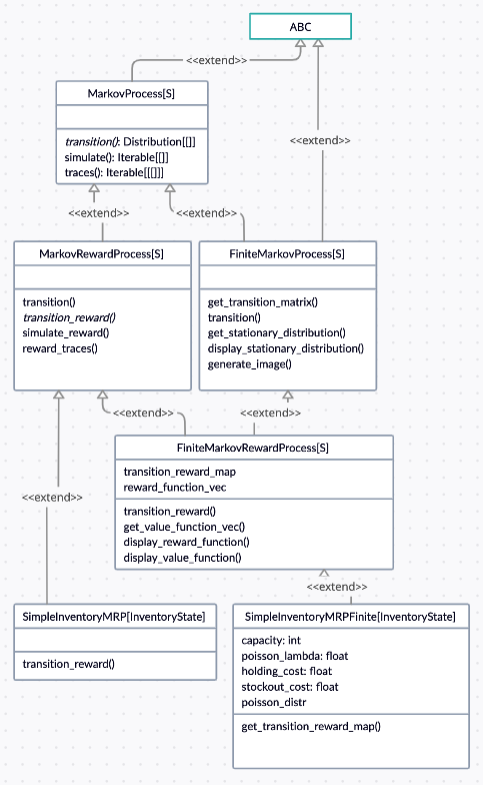 ABC
<<extend>>
MarkovProcess[S]
transition(): Distribution[[]]
simulate(): Iterable[[]]
traces(): Iterable[[[]]]
<<extend>>
<<extend>>
<<extend>>
MarkovRewardProcess[S]
transition()
transition_reward()
simulate_reward()
reward_traces()
FiniteMarkovProcess[S]
get_transition_matrix()
transition()
get_stationary_distribution()
display_stationary_distribution()
generate_image()
<<extend>>
<<extend>>
FiniteMarkovRewardProcess[S]
transition_reward_map
reward_function_vec
transition_reward()
get_value_function_vec()
display_reward_function()
display_value_function()
<<extend>>
<<extend>>
SimpleInventoryMRP[InventoryState]
transition_reward()
SimpleInventoryMRPFinite[InventoryState]
capacity: int
poisson_lambda: float
holding_cost: float
stockout_cost: float
poisson_distr
get_transition_reward_map()